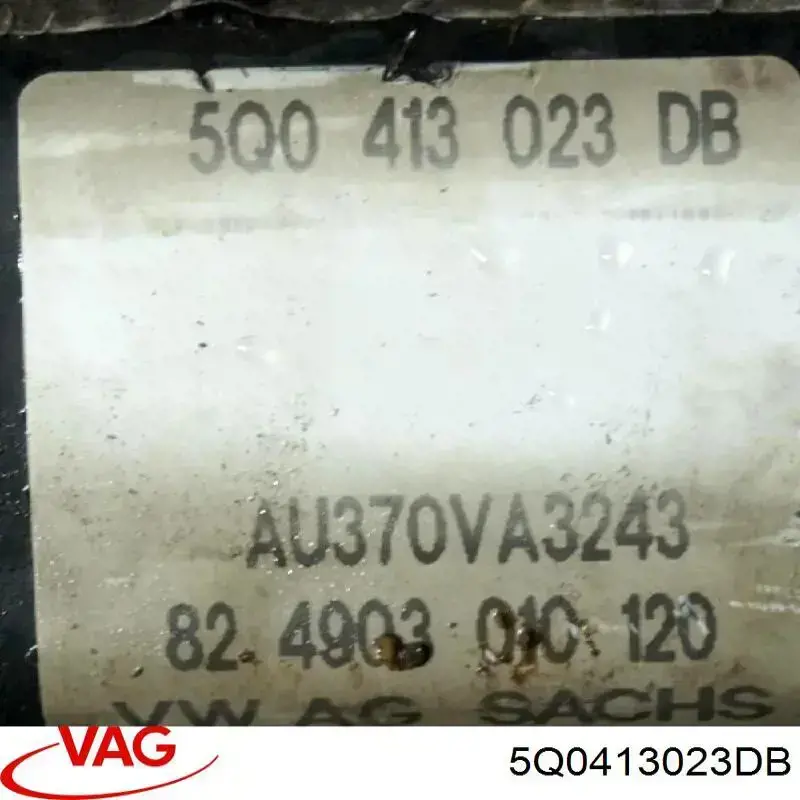 5Q0 413 023 DB
AU370VA3243
82 4903 010 120
VW AG SACHS
VAG 5Q0413023DB